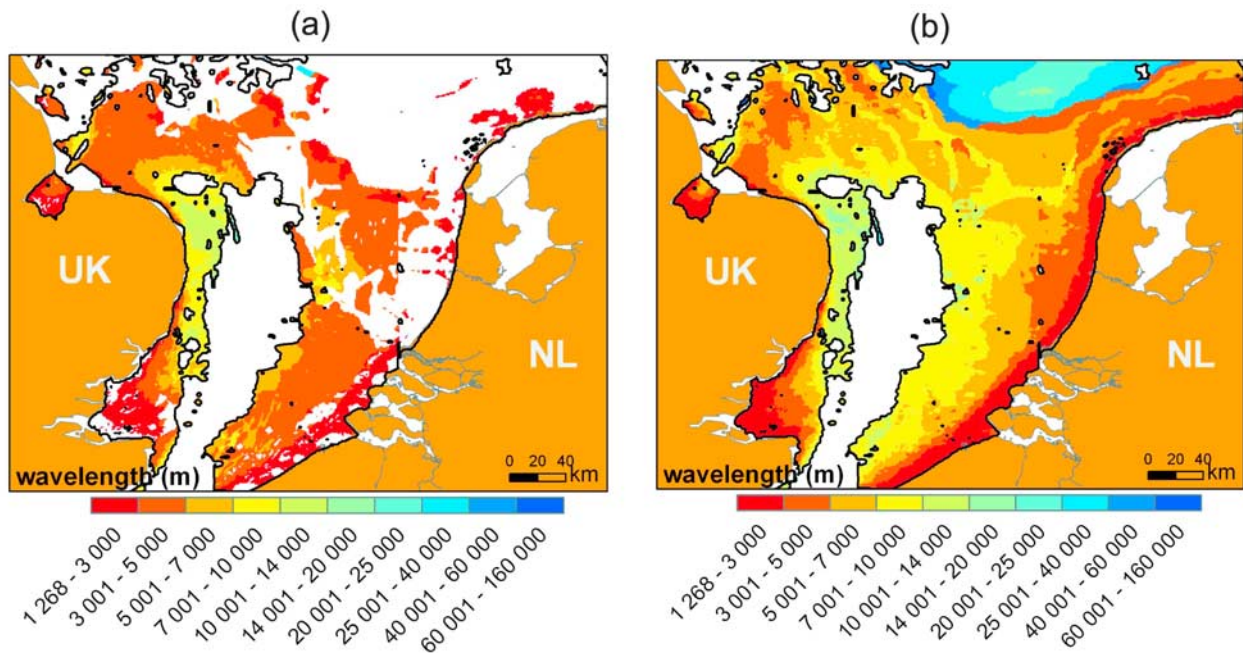 (a)
(b)
UK
NL
UK
NL
wavelength (m)
0 20 40
km
wavelength (m)
0 20 40
km
1 268 - 3 000
3 001 - 5 000
5 001 - 7 000
7 001 - 10 000
10 001 - 14 000
14 001 - 20 000
20 001 - 25 000
25 001 - 40 000
40 001 - 60 000
60 001 - 160 000
1 268 - 3 000
3 001 - 5 000
5 001 - 7 000
7 001 - 10 000
10 001 - 14 000
14 001 - 20 000
20 001 - 25 000
25 001 - 40 000
40 001 - 60 000
60 001 - 160 000